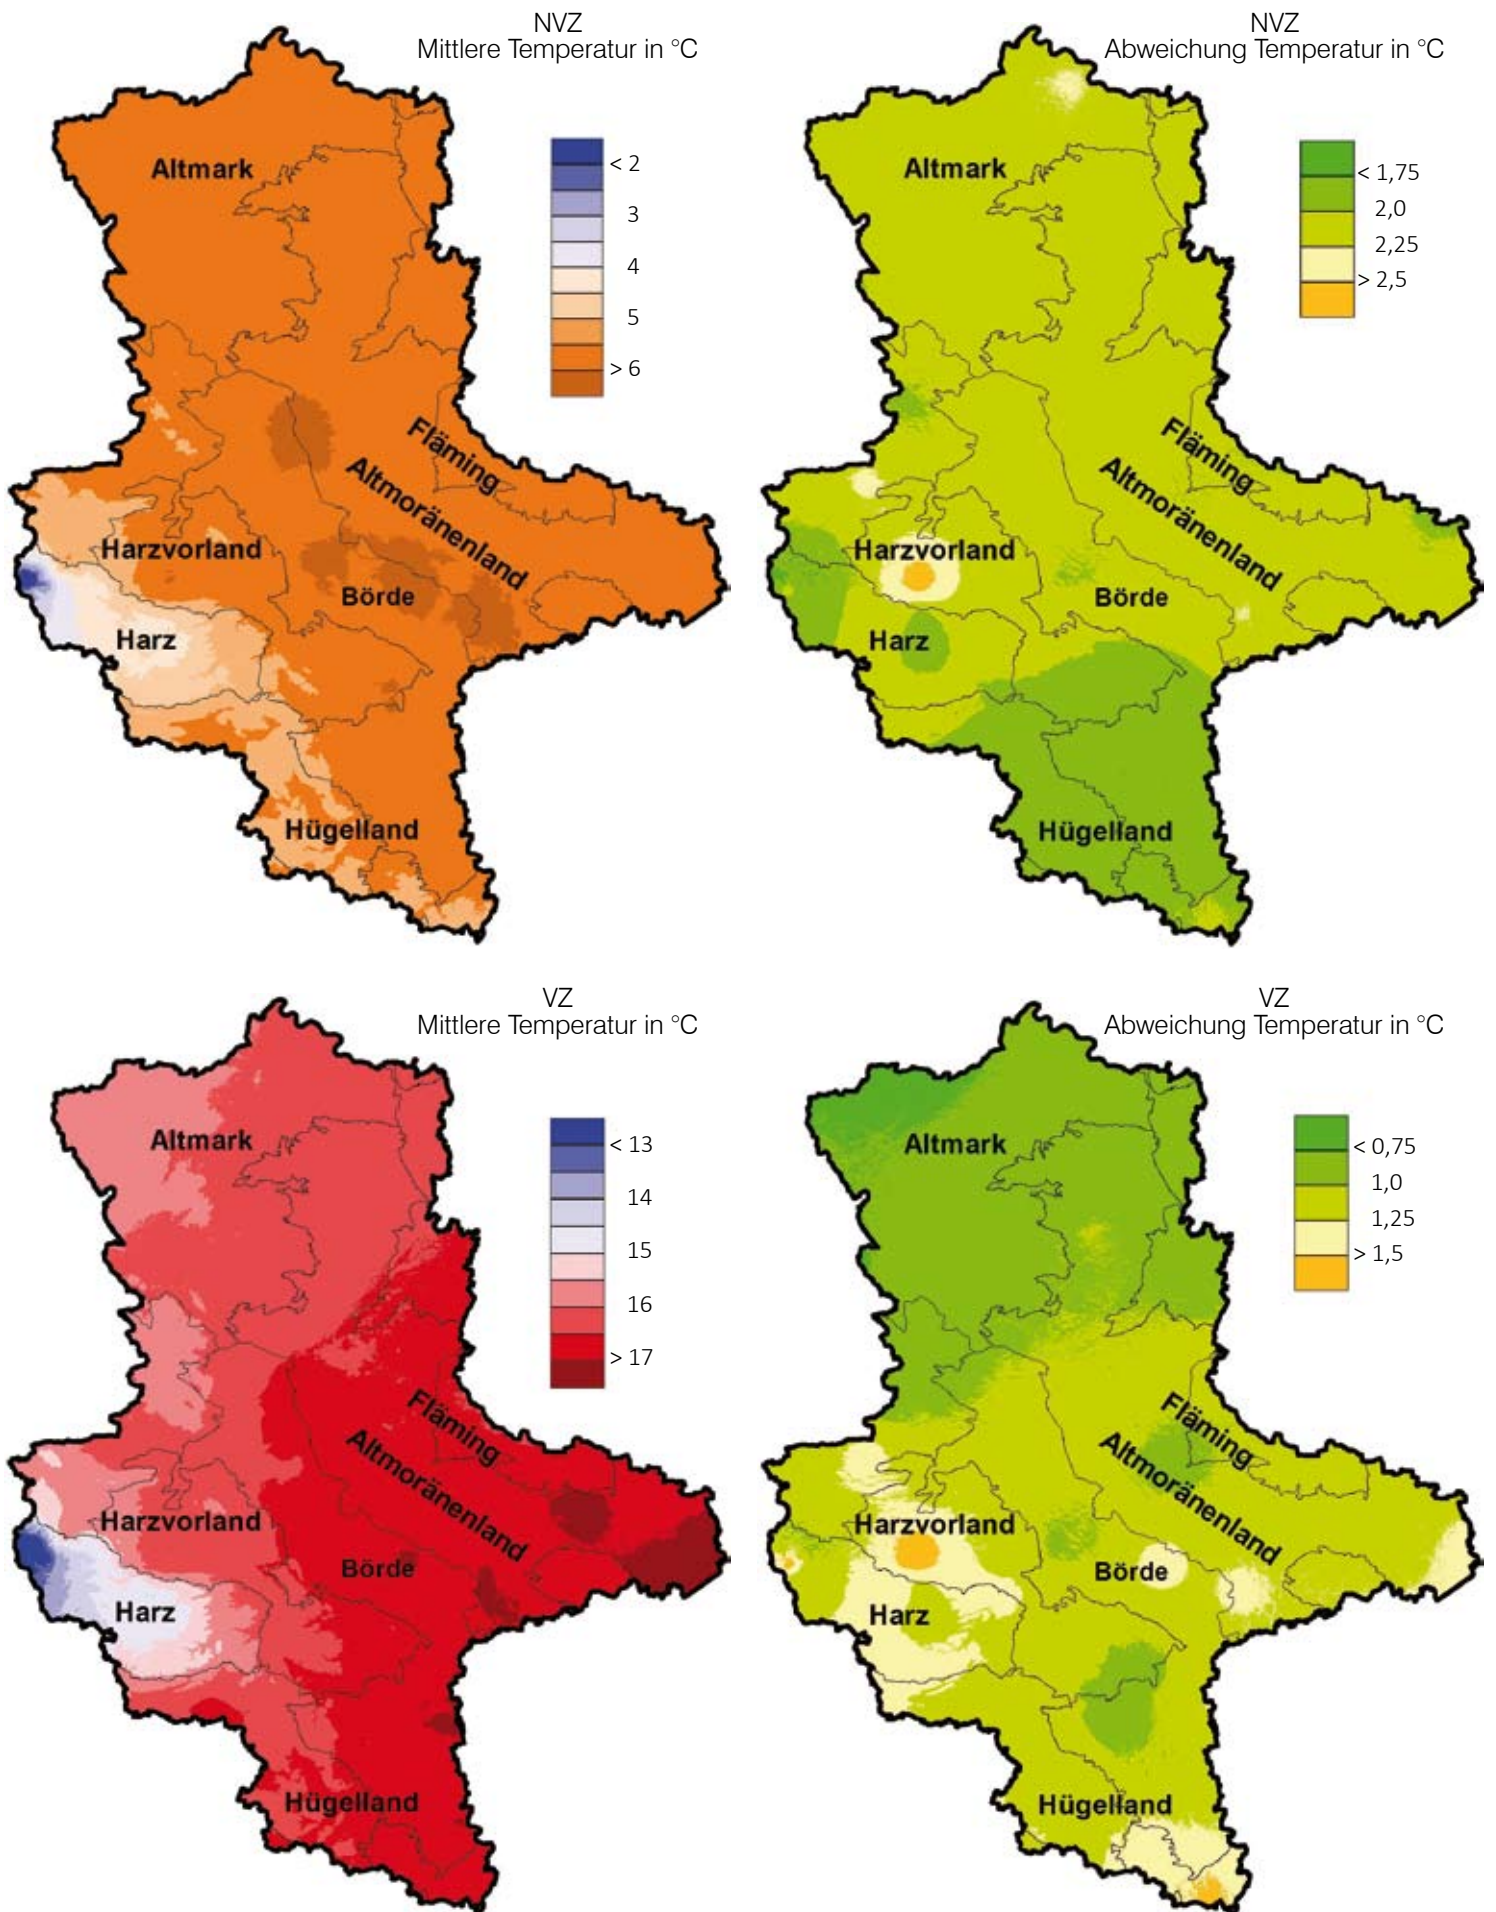 NVZ
Mittlere Temperatur in °C
< 2
3
4
5
> 6
Altmark
Fläming
Altmoränenland
Harzvorland
Börde
Harz
Hügelland
NVZ
Abweichung Temperatur in °C
< 1,75
2,0
2,25
> 2,5
Altmark
Fläming
Altmoränenland
Harzvorland
Börde
Harz
Hügelland
VZ
Mittlere Temperatur in °C
< 13
14
15
16
> 17
Altmark
Fläming
Altmoränenland
Harzvorland
Börde
Harz
Hügelland
VZ
Abweichung Temperatur in °C
< 0,75
1,0
1,25
> 1,5
Altmark
Fläming
Altmoränenland
Harzvorland
Börde
Harz
Hügelland